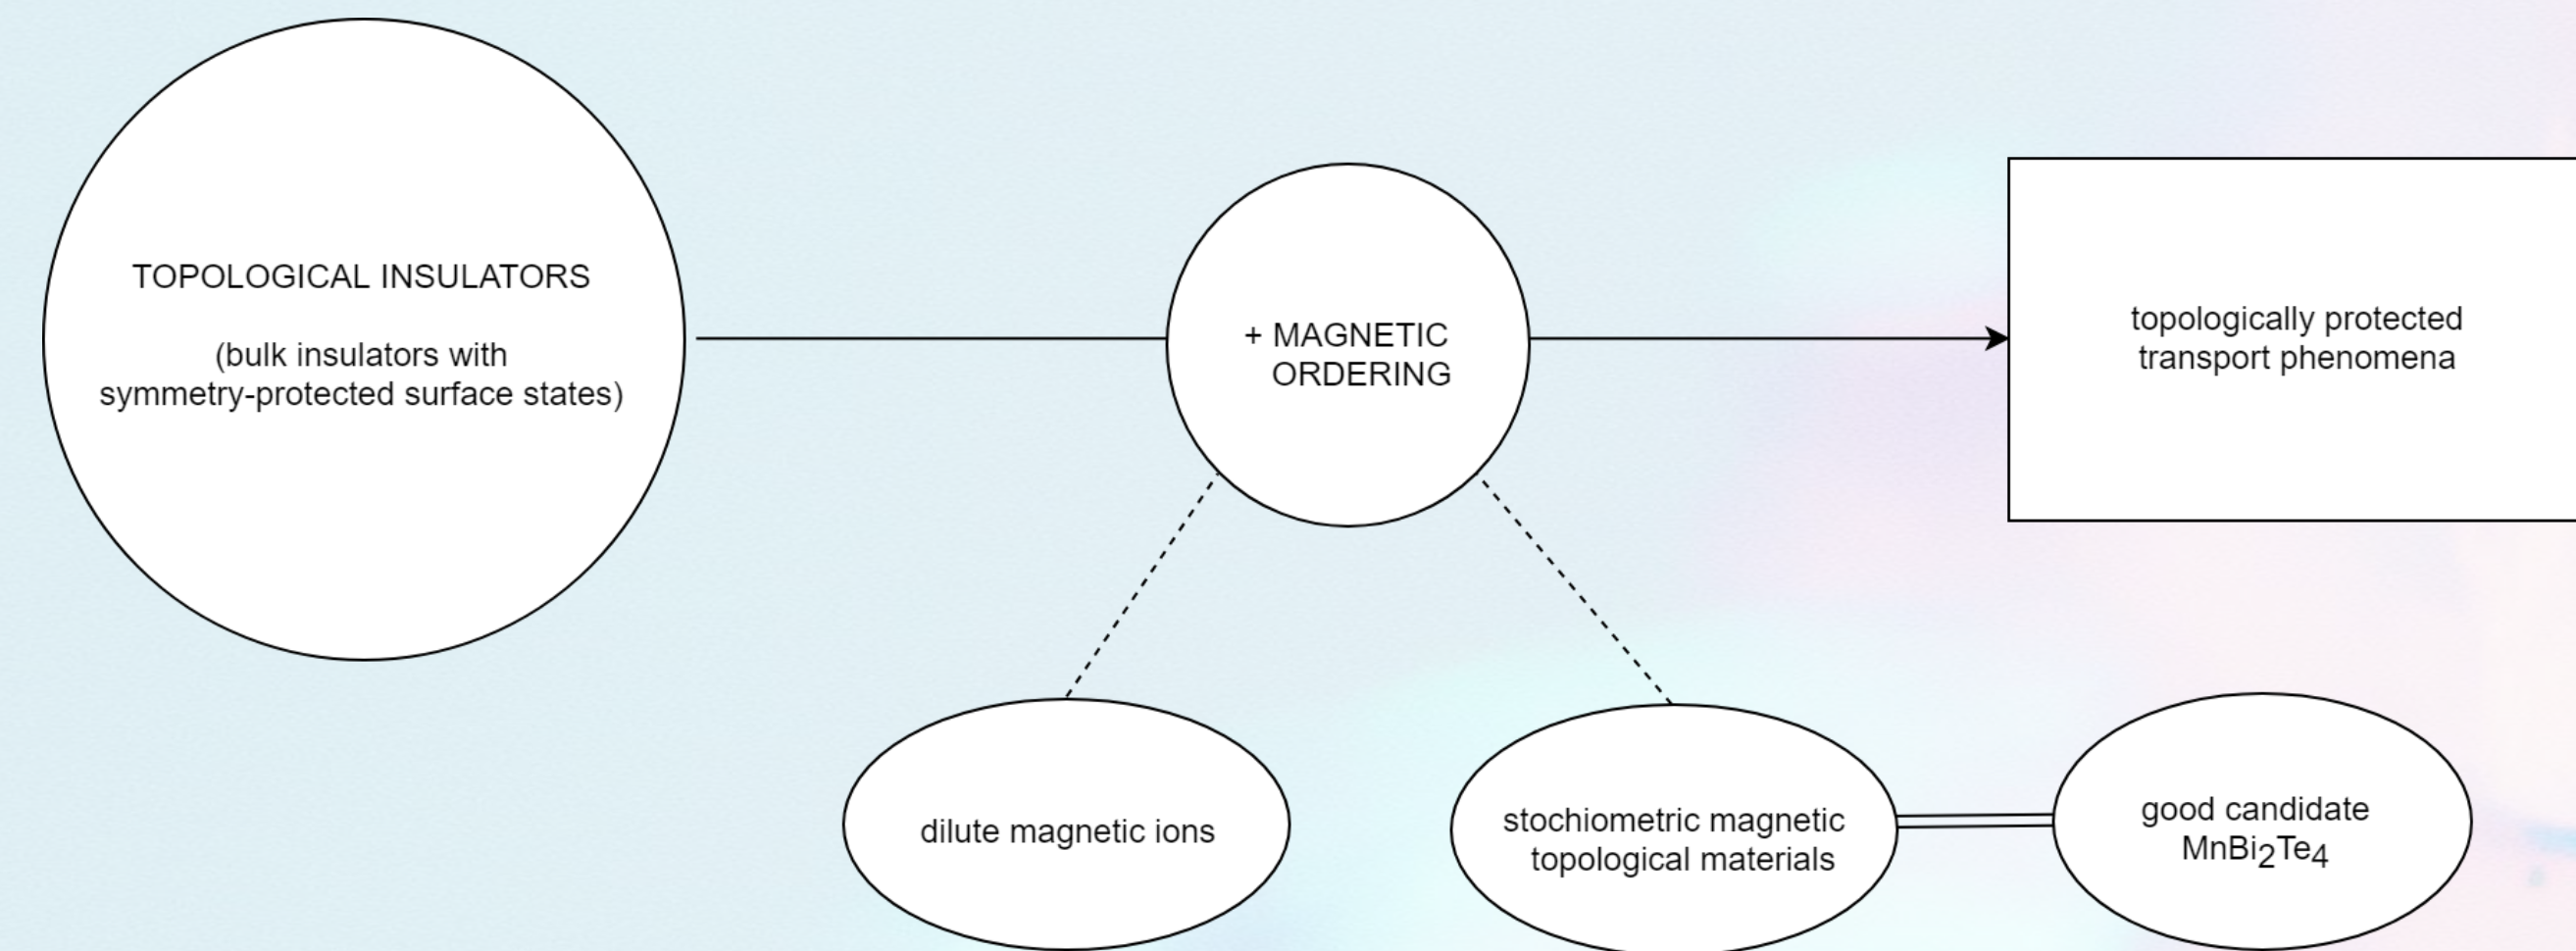 TOPOLOGICAL INSULATORS
(bulk insulators with
symmetry-protected surface states)
+ MAGNETIC
ORDERING
topologically protected
transport phenomena
dilute magnetic ions
stochiometric magnetic
topological materials
good candidate
MnBi2Te4